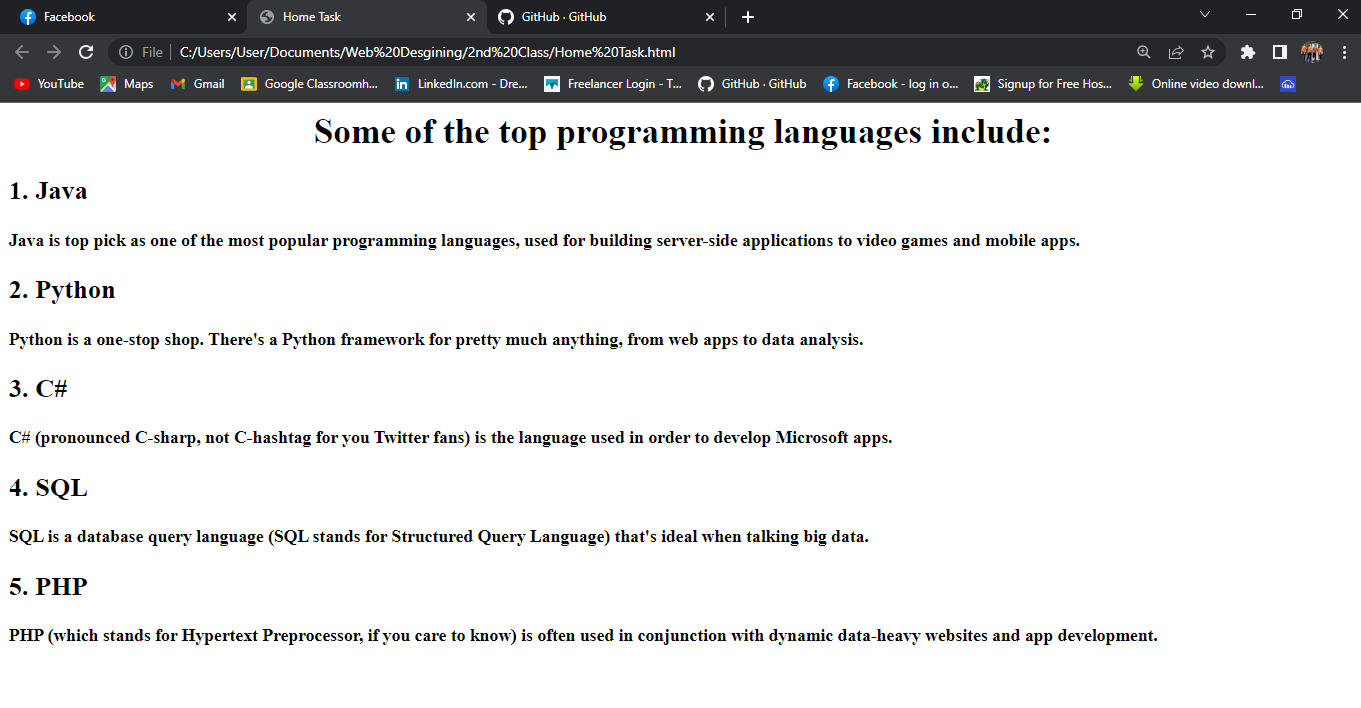 Facebook
Home Task
GitHub · GitHub
File
C:/Users/User/Documents/Web%20Desgining/2nd%20Class/Home%20Task.html
YouTube
Maps
Gmail
Google Classroomh...
LinkedIn.com - Dre...
Freelancer Login - T...
GitHub · GitHub
Facebook - log in o...
Signup for Free Hos...
Online video downl...
Some of the top programming languages include:
1. Java
Java is top pick as one of the most popular programming languages, used for building server-side applications to video games and mobile apps.
2. Python
Python is a one-stop shop. There's a Python framework for pretty much anything, from web apps to data analysis.
3. C#
C# (pronounced C-sharp, not C-hashtag for you Twitter fans) is the language used in order to develop Microsoft apps.
4. SQL
SQL is a database query language (SQL stands for Structured Query Language) that's ideal when talking big data.
5. PHP
PHP (which stands for Hypertext Preprocessor, if you care to know) is often used in conjunction with dynamic data-heavy websites and app development.